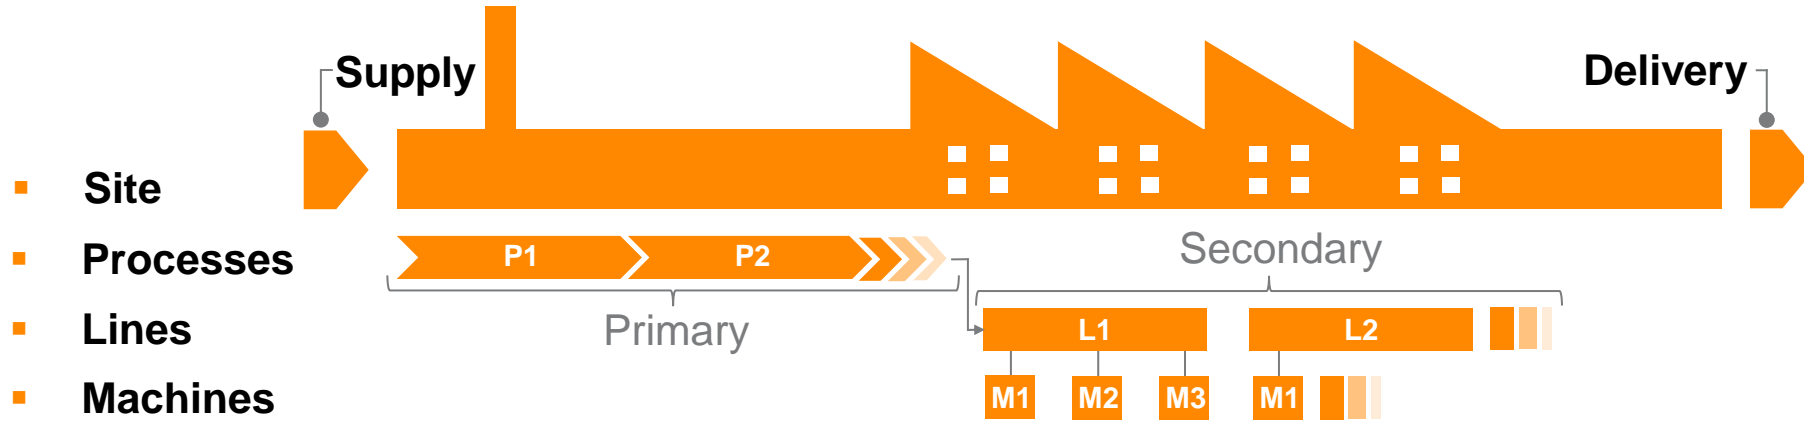 Supply
Delivery
▪ Site
▪ Processes
▪ Lines
▪ Machines
P1
P2
Primary
Secondary
L1
L2
M1
M2
M3
M1